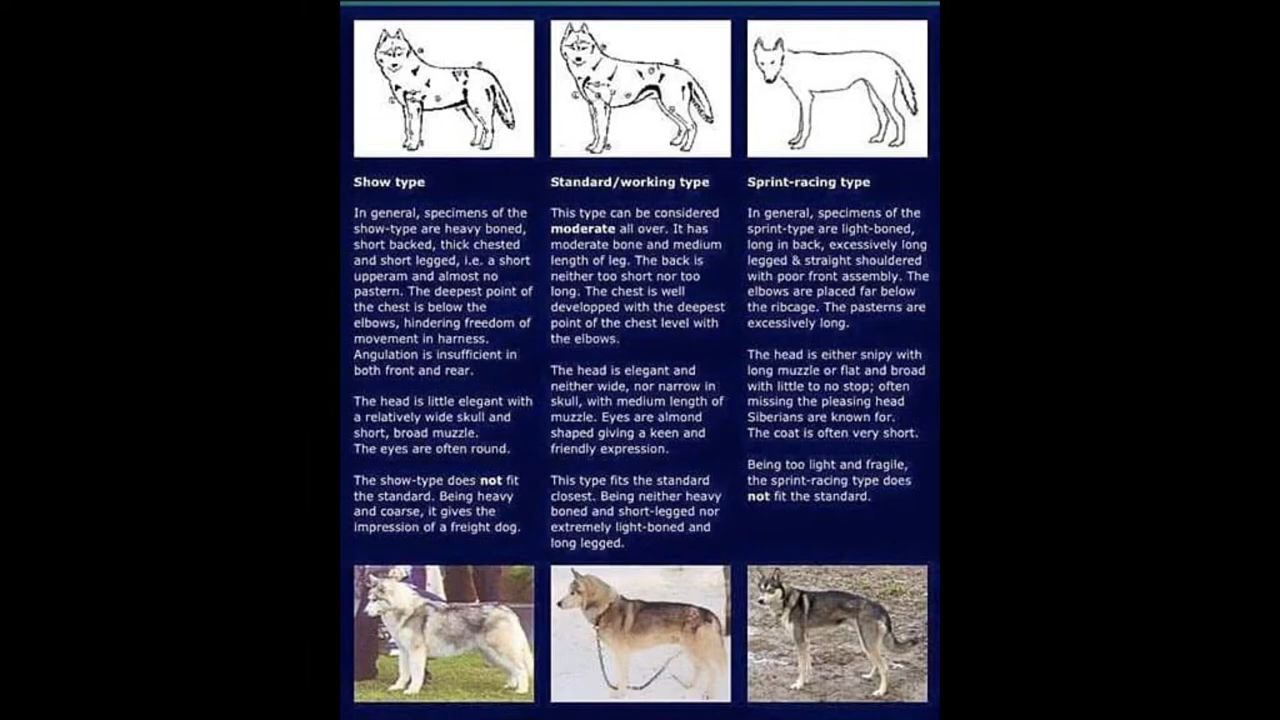 Show type
In general, specimens of the
show-type are heavy boned,
short backed, thick chested
and short legged, i.e. a short
upperam and almost no
pastern. The deepest point of
the chest is below the
elbows, hindering freedom of
movement in harness.
Angulation is insufficient in
both front and rear.
The head is little elegant with
a relatively wide skull and
short, broad muzzle.
The eyes are often round.
The show-type does not fit
the standard. Being heavy
and coarse, it gives the
impression of a freight dog.
Standard/working type
This type can be considered
moderate all over. It has
moderate bone and medium
length of leg. The back is
neither too short nor too
long. The chest is well
developped with the deepest
point of the chest level with
the elbows.
The head is elegant and
neither wide, nor narrow in
skull, with medium length of
muzzle. Eyes are almond
shaped giving a keen and
friendly expression.
This type fits the standard
closest. Being neither heavy
boned and short-legged nor
extremely light-boned and
long legged.
Sprint-racing type
In general, specimens of the
sprint-type are light-boned,
long in back, excessively long
legged & straight shouldered
with poor front assembly. The
elbows are placed far below
the ribcage. The pasterns are
excessively long.
The head is either snipy with
long muzzle or flat and broad
with little to no stop; often
missing the pleasing head
Siberians are known for.
The coat is often very short.
Being too light and fragile,
the sprint-racing type does
not fit the standard.